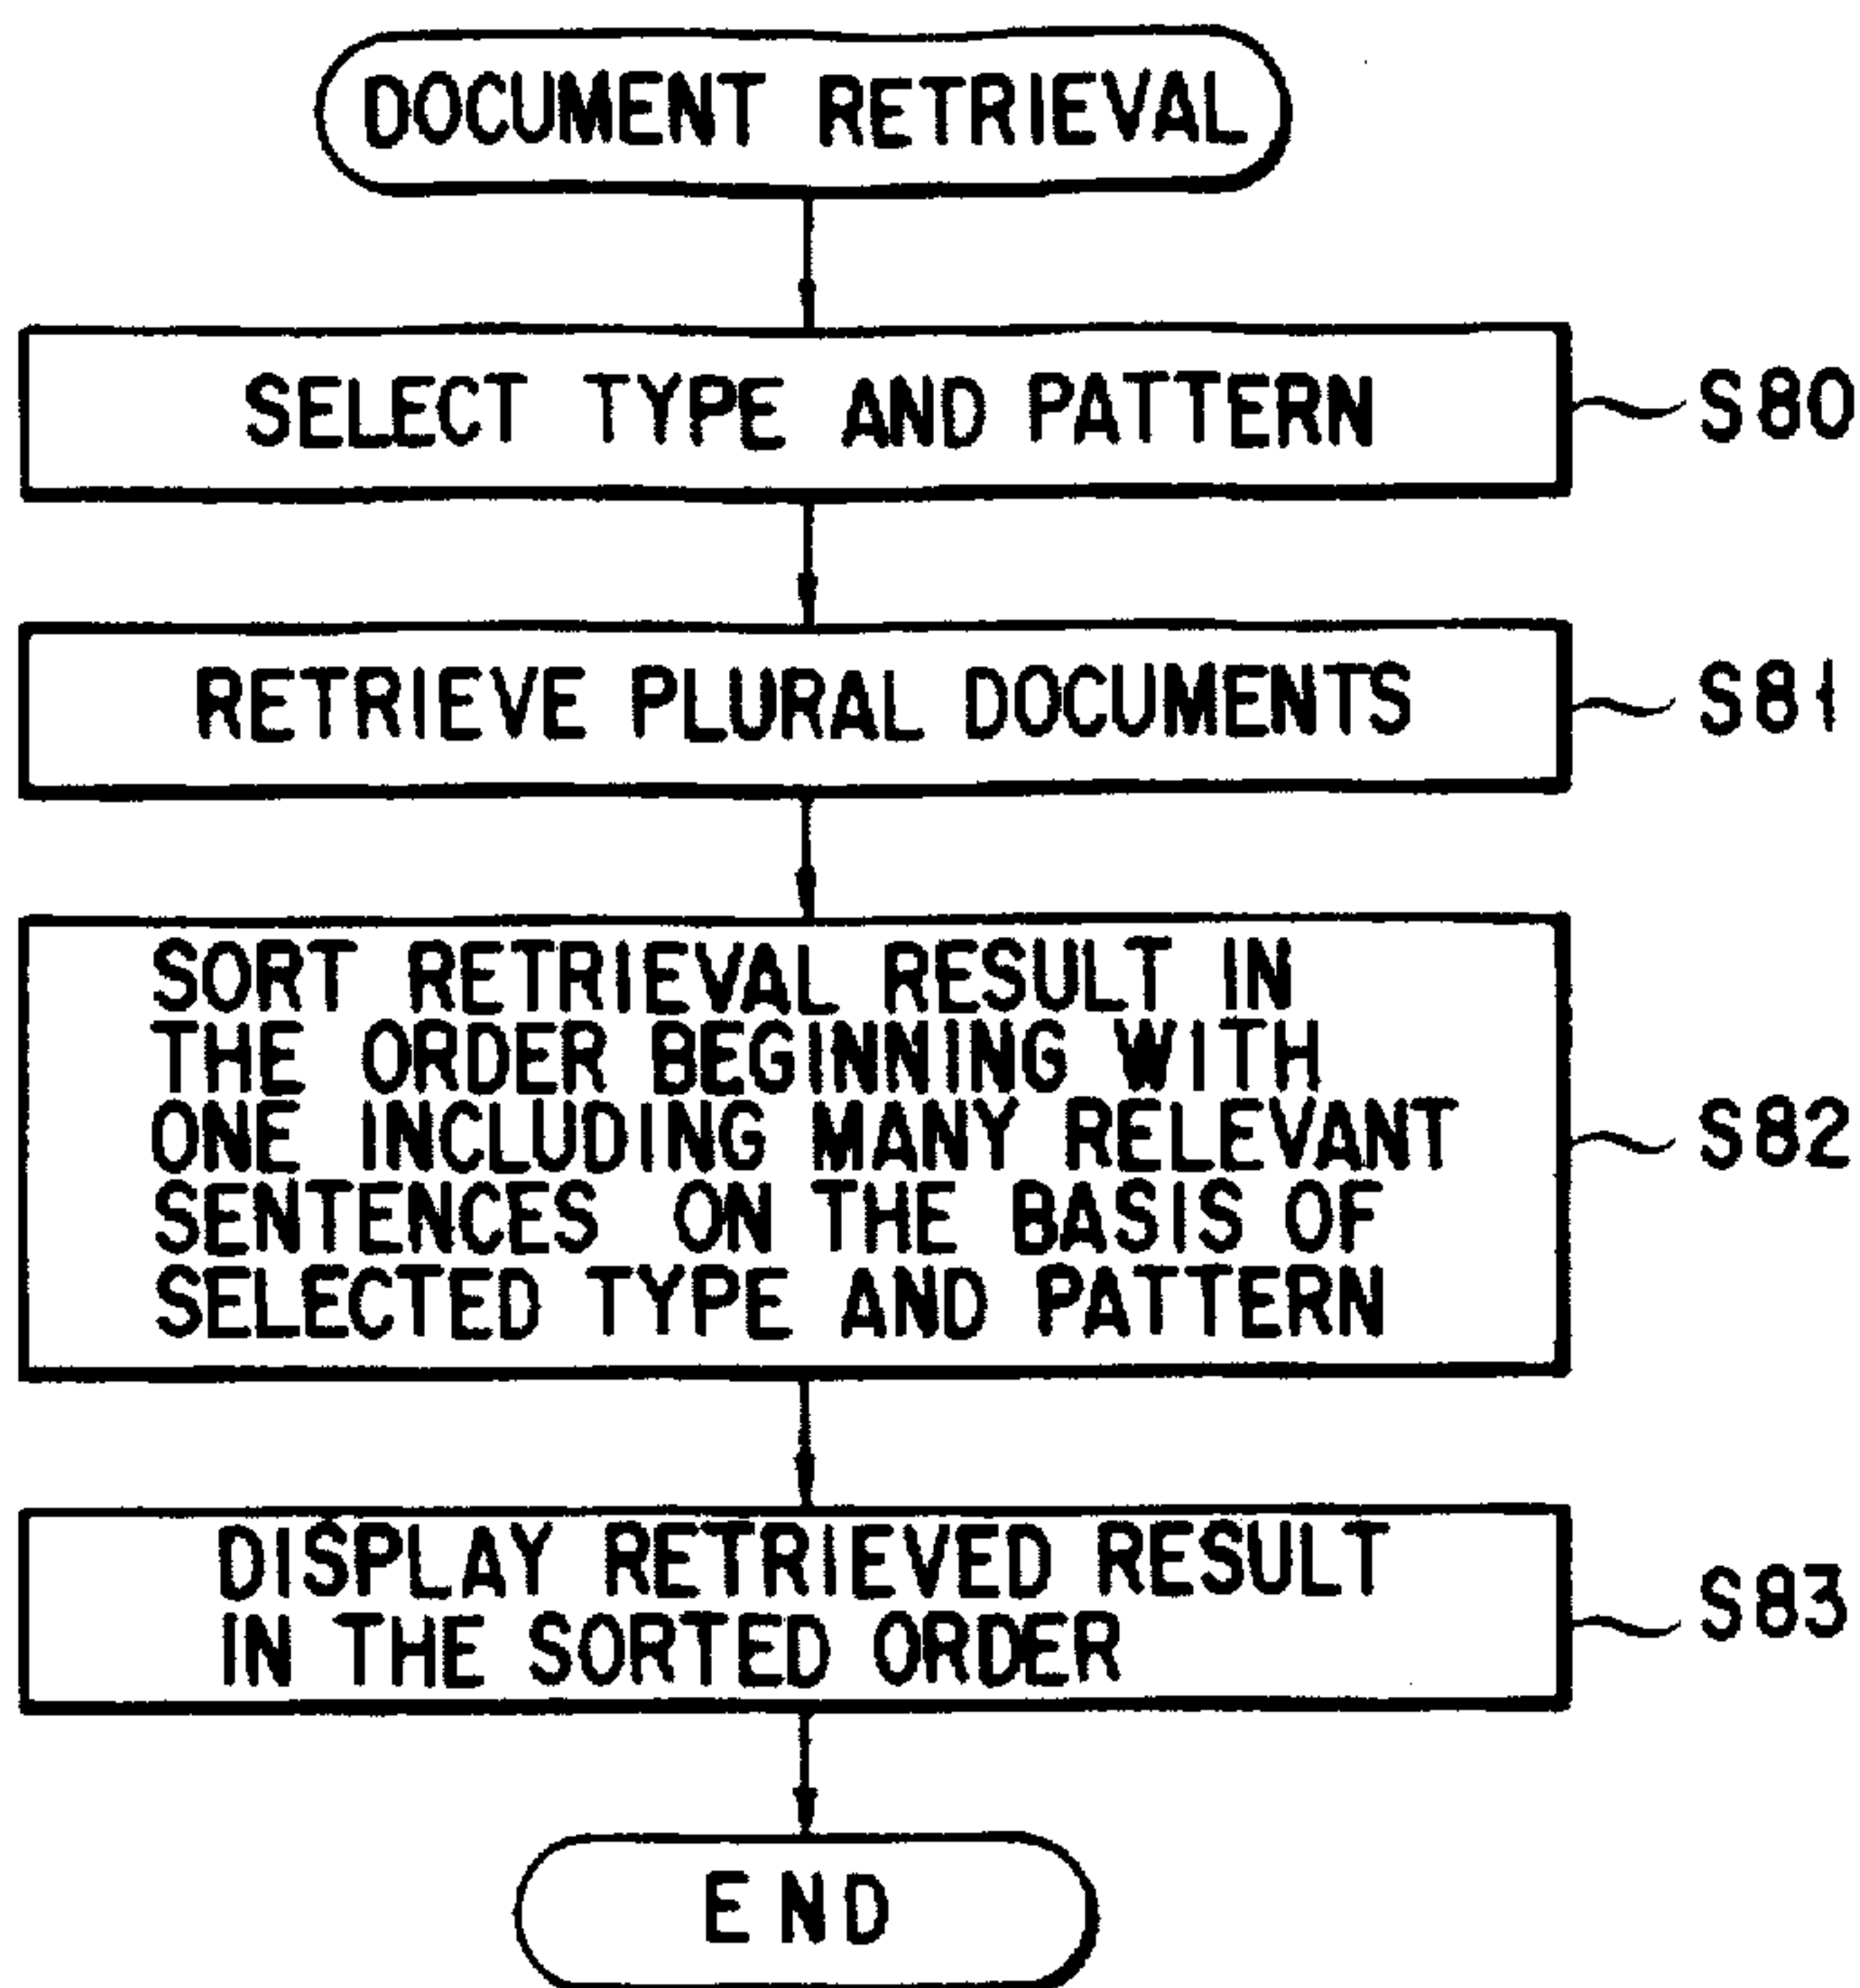 DOCUMENT RETRIEVAL
SELECT TYPE AND PATTERN
S80
RETRIEVE PLURAL DOCUMENTS
S81
SORT RETRIEVAL RESULT IN
THE ORDER BEGINNING WITH
ONE INCLUDING MANY RELEVANT
SENTENCES ON THE BASIS OF
SELECTED TYPE AND PATTERN
S82
DISPLAY RETRIEVED RESULT
IN THE SORTED ORDER
S83
END